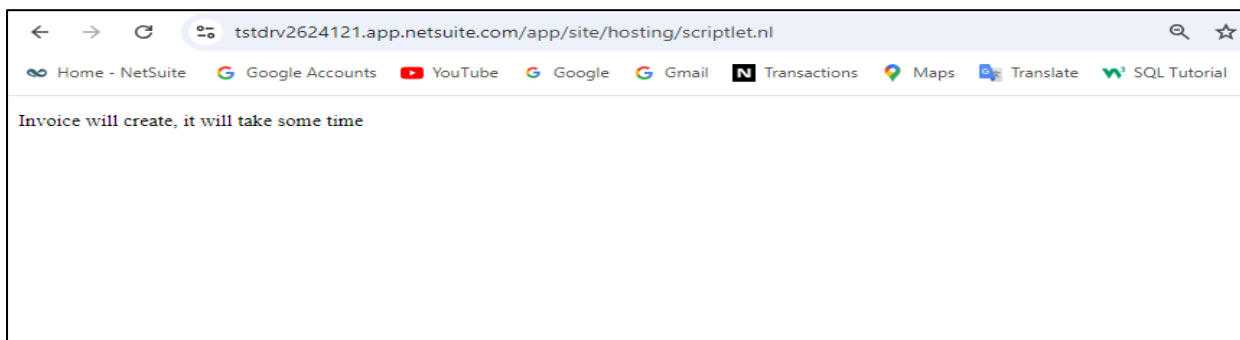 tstdrv2624121.app.netsuite.com/app/site/hosting/scriptlet.nl
Home - NetSuite Google Accounts YouTube Google Gmail N Transactions Maps Translate SQL Tutorial
Invoice will create, it will take some time